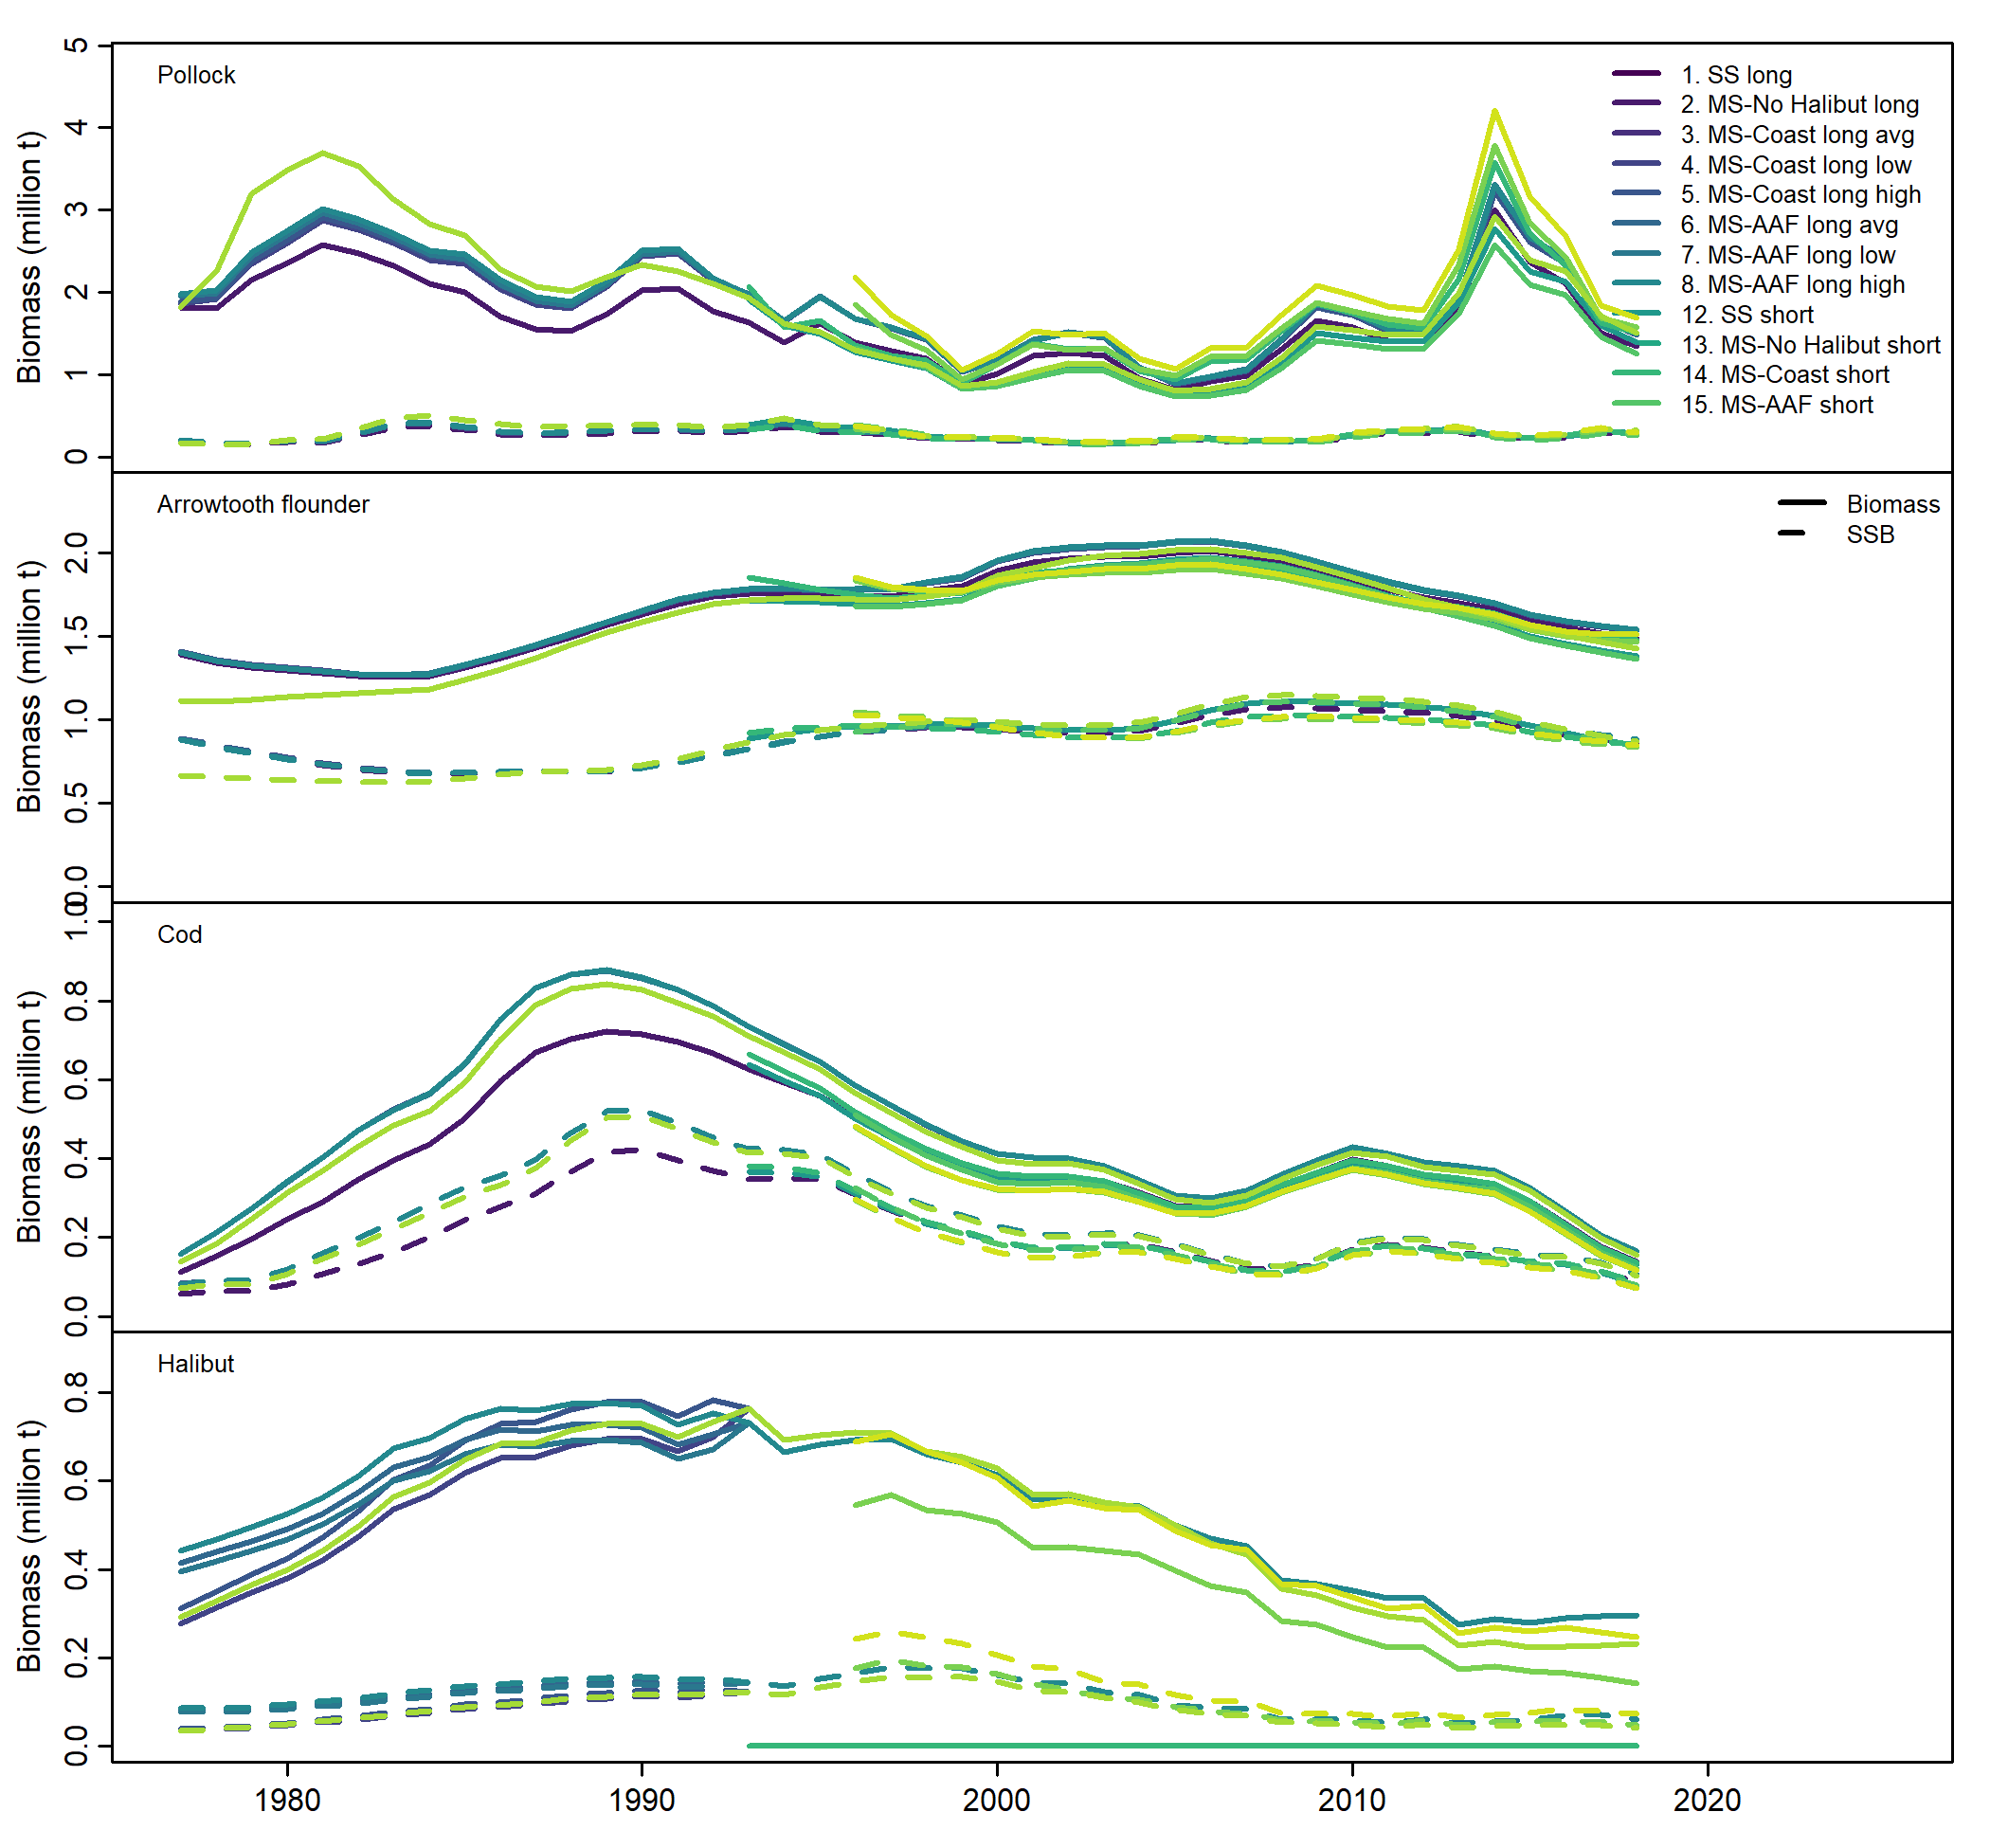 Pollock
1. SS long
2. MS-No Halibut long
3. MS-Coast long avg
4. MS-Coast long low
5. MS-Coast long high
6. MS-AAF long avg
7. MS-AAF long low
8. MS-AAF long high
12. SS short
13. MS-No Halibut short
14. MS-Coast short
15. MS-AAF short
Biomass (million t)
5
4
3
2
1
0
Arrowtooth flounder
Biomass
SSB
Biomass (million t)
2.0
1.5
1.0
0.5
0.0
Cod
Biomass (million t)
1.0
0.8
0.6
0.4
0.2
0.0
Halibut
Biomass (million t)
0.8
0.6
0.4
0.2
0.0
1980 1990 2000 2010 2020